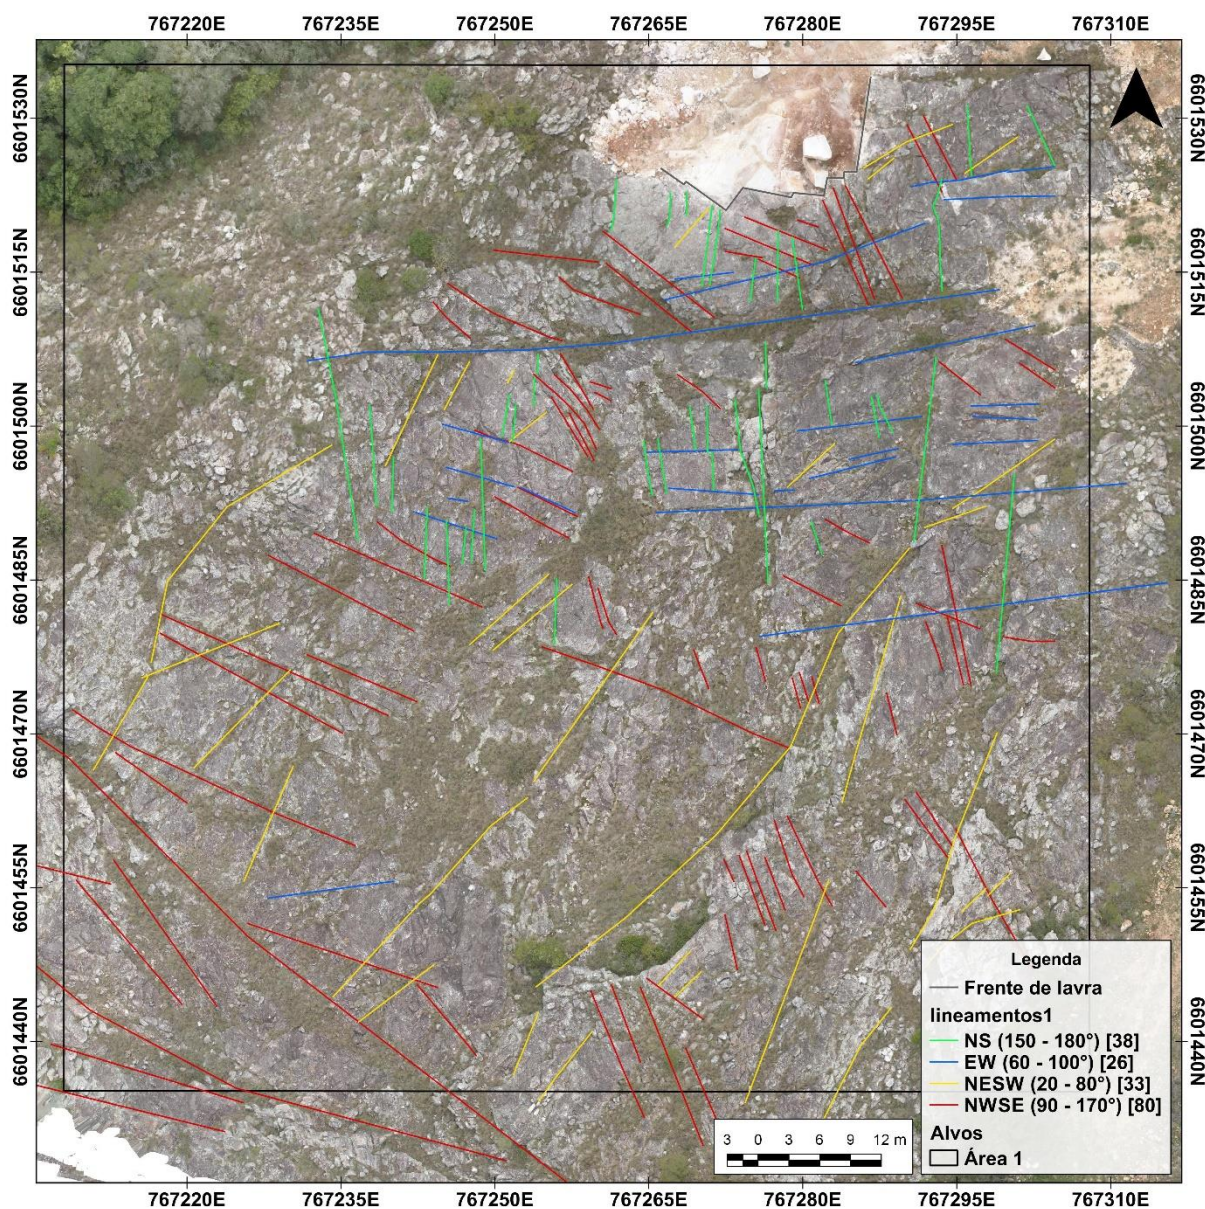 767220E 767235E 767250E 767265E 767280E 767295E 767310E
6601530N
6601515N
6601500N
6601485N
6601470N
6601455N
6601440N
6601530N
6601515N
6601500N
6601485N
6601470N
6601455N
6601440N
Legenda
Frente de lavra
lineamentos1
NS (150 - 180°) [38]
EW (60 - 100°) [26]
NESW (20 - 80°) [33]
NWSE (90 - 170°) [80]
Alvos
Área 1
3 0 3 6 9 12 m
767220E 767235E 767250E 767265E 767280E 767295E 767310E